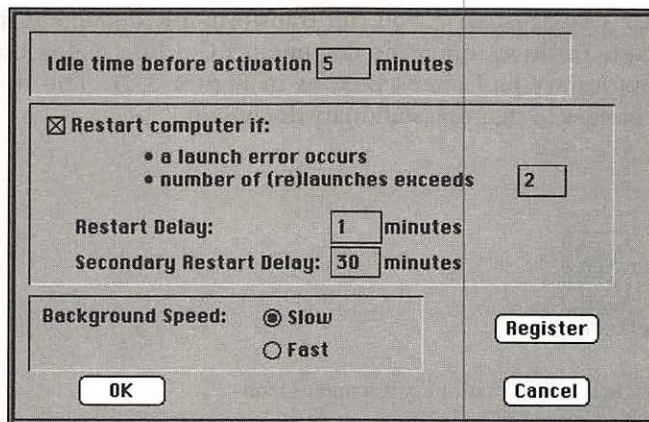 Idle time before activation 5 minutes
Restart computer if:
• a launch error occurs
• number of (re)launches exceeds 2
Restart Delay: 1 minutes
Secondary Restart Delay: 30 minutes
Background Speed: Slow
Fast
Register
OK
Cancel